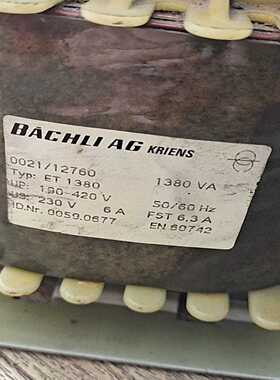 BÄCHLI AG KRIENS
0021/12760
Typ: ET 1380 1380 VA
UP: 190-420 V 50/60 Hz
US: 230 V 6 A FST 6,3 A
ID.Nr. 0059.0677 EN 60742